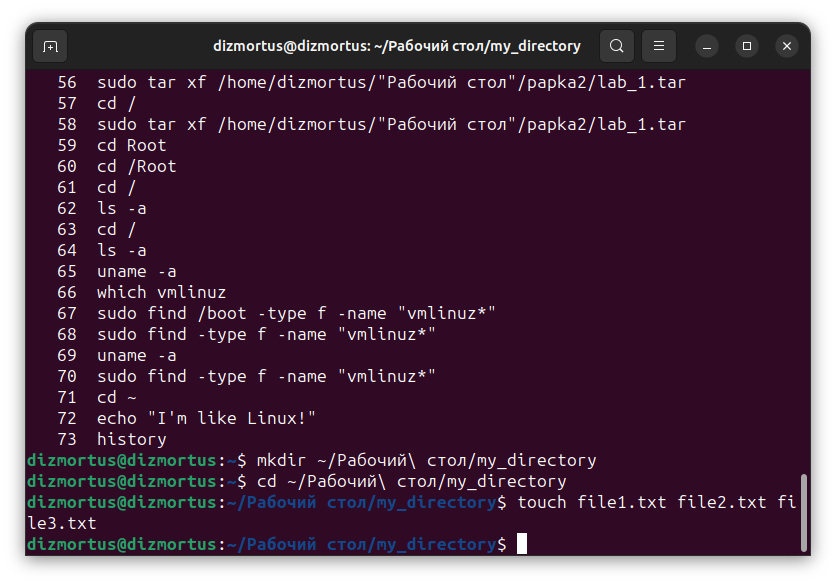 dizmortus@dizmortus: ~/Рабочий стол/my_directory
56 sudo tar xf /home/dizmortus/"Рабочий стол"/papka2/lab_1.tar
57 cd /
58 sudo tar xf /home/dizmortus/"Рабочий стол"/papka2/lab_1.tar
59 cd Root
60 cd /Root
61 cd /
62 ls -a
63 cd /
64 ls -a
65 uname -a
66 which vmlinuz
67 sudo find /boot -type f -name "vmlinuz*"
68 sudo find -type f -name "vmlinuz*"
69 uname -a
70 sudo find -type f -name "vmlinuz*"
71 cd ~
72 echo "I'm like Linux!"
73 history
dizmortus@dizmortus:~$ mkdir ~/Рабочий\ стол/my_directory
dizmortus@dizmortus:~$ cd ~/Рабочий\ стол/my_directory
dizmortus@dizmortus:~/Рабочий стол/my_directory$ touch file1.txt file2.txt fi
le3.txt
dizmortus@dizmortus:~/Рабочий стол/my_directory$